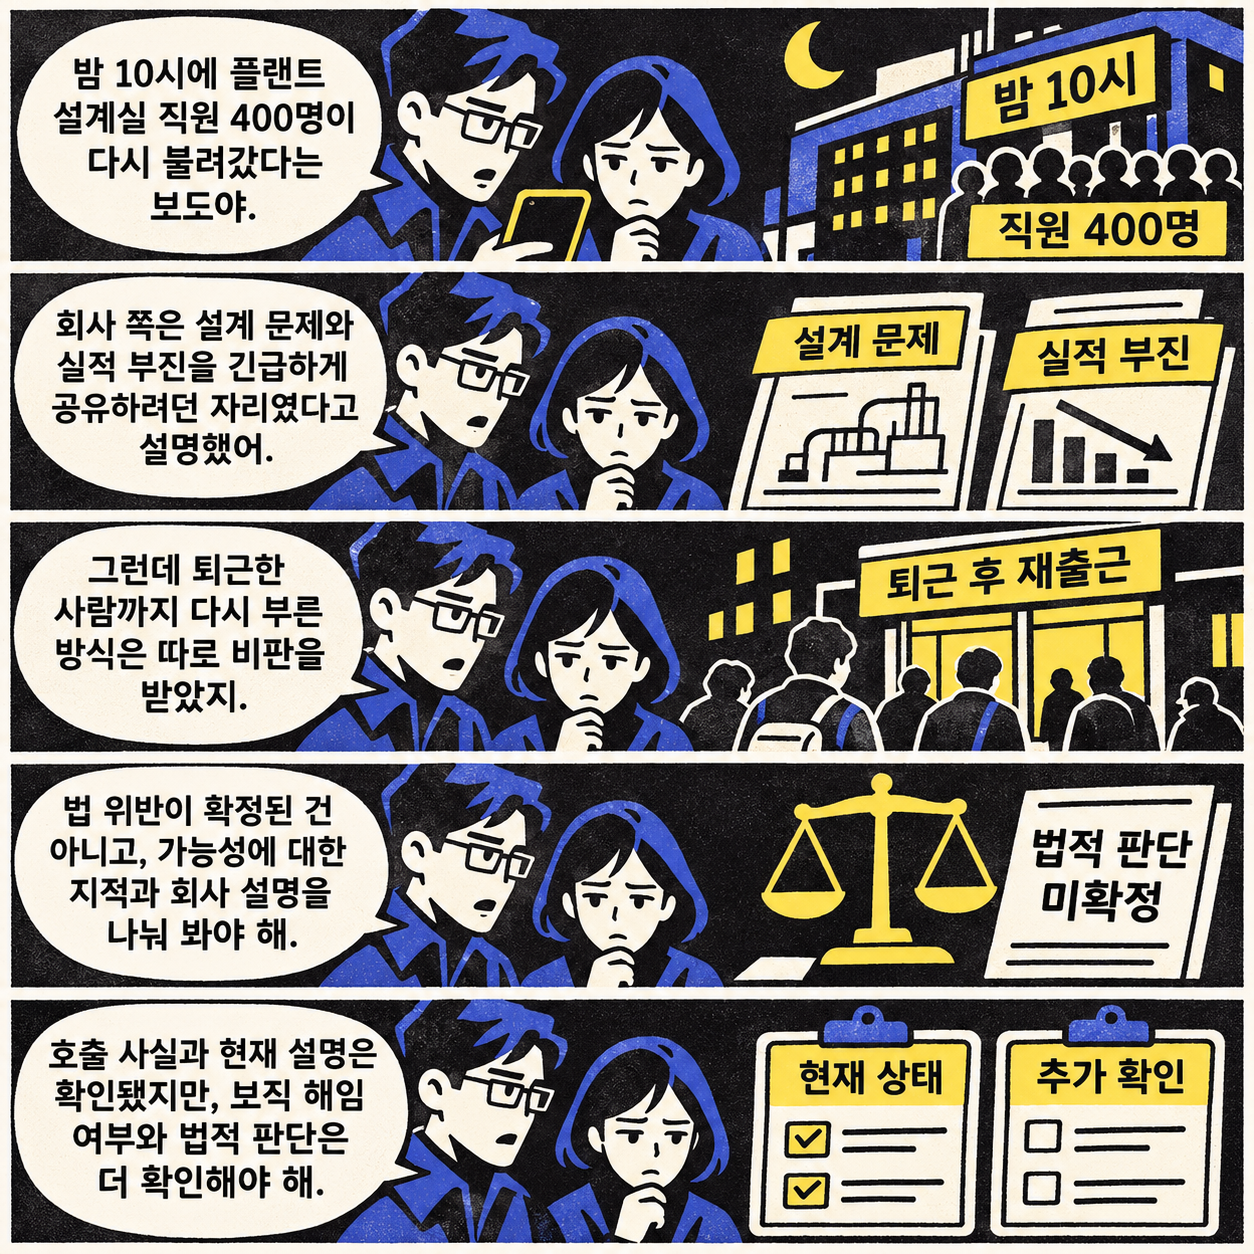 밤 10시에 플랜트
설계실 직원 400명이
다시 불려갔다는
보도야.
밤 10시
직원 400명
회사 쪽은 설계 문제와
실적 부진을 긴급하게
공유하려던 자리였다고
설명했어.
설계 문제
실적 부진
그런데 퇴근한
사람까지 다시 부른
방식은 따로 비판을
받았지.
퇴근 후 재출근
법 위반이 확정된 건
아니고, 가능성에 대한
지적과 회사 설명을
나눠 봐야 해.
법적 판단
미확정
호출 사실과 현재 설명은
확인됐지만, 보직 해임
여부와 법적 판단은
더 확인해야 해.
현재 상태
추가 확인